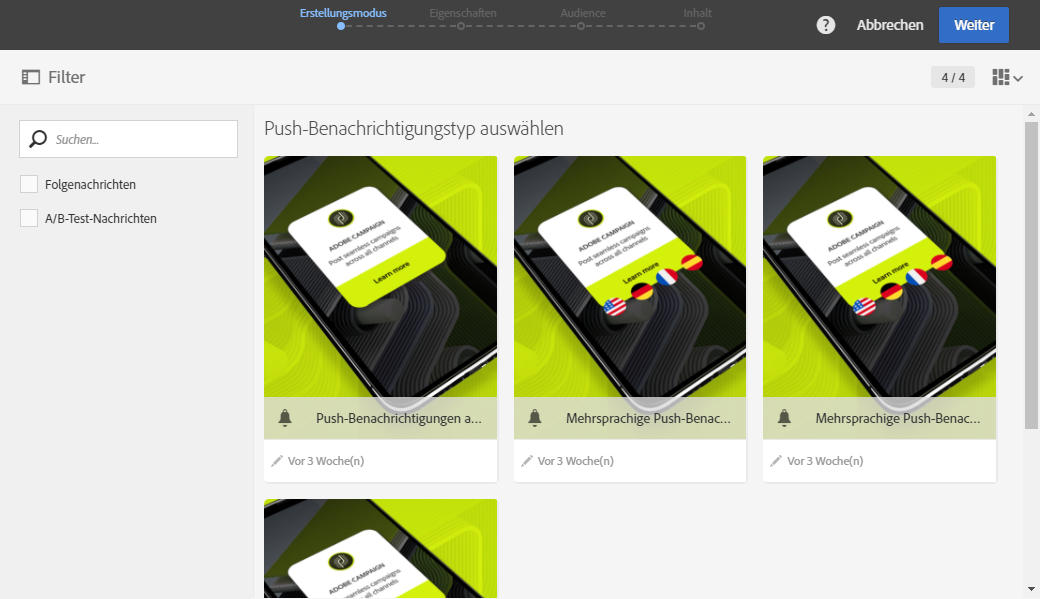 Erstellungsmodus Eigenschaften Audience Inhalt
? Abbrechen Weiter
Filter
4 / 4
Suchen...
Folgenachrichten
A/B-Test-Nachrichten
Push-Benachrichtigungstyp auswählen
ADOBE CAMPAIGN
Post seamless campaigns
across all channels
Learn more
Push-Benachrichtigungen a...
Vor 3 Woche(n)
ADOBE CAMPAIGN
Post seamless campaigns
across all channels
Learn more
Mehrsprachige Push-Benac...
Vor 3 Woche(n)
ADOBE CAMPAIGN
Post seamless campaigns
across all channels
Learn more
Mehrsprachige Push-Benac...
Vor 3 Woche(n)
ADOBE CAMPAIGN
Post seamless campaigns